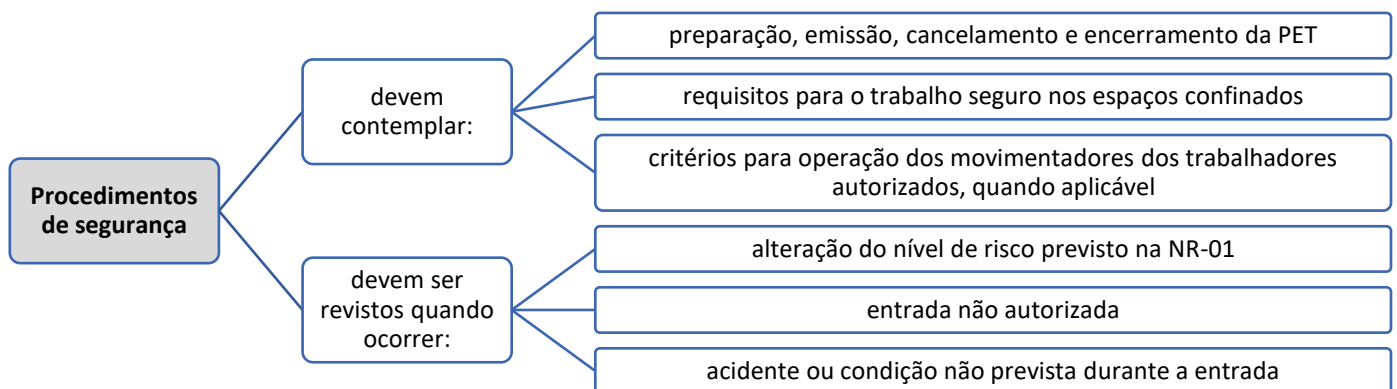 Procedimentos
de segurança
devem
contemplar:
preparação, emissão, cancelamento e encerramento da PET
requisitos para o trabalho seguro nos espaços confinados
critérios para operação dos movimentadores dos trabalhadores
autorizados, quando aplicável
devem ser
revistos quando
ocorrer:
alteração do nível de risco previsto na NR-01
entrada não autorizada
acidente ou condição não prevista durante a entrada